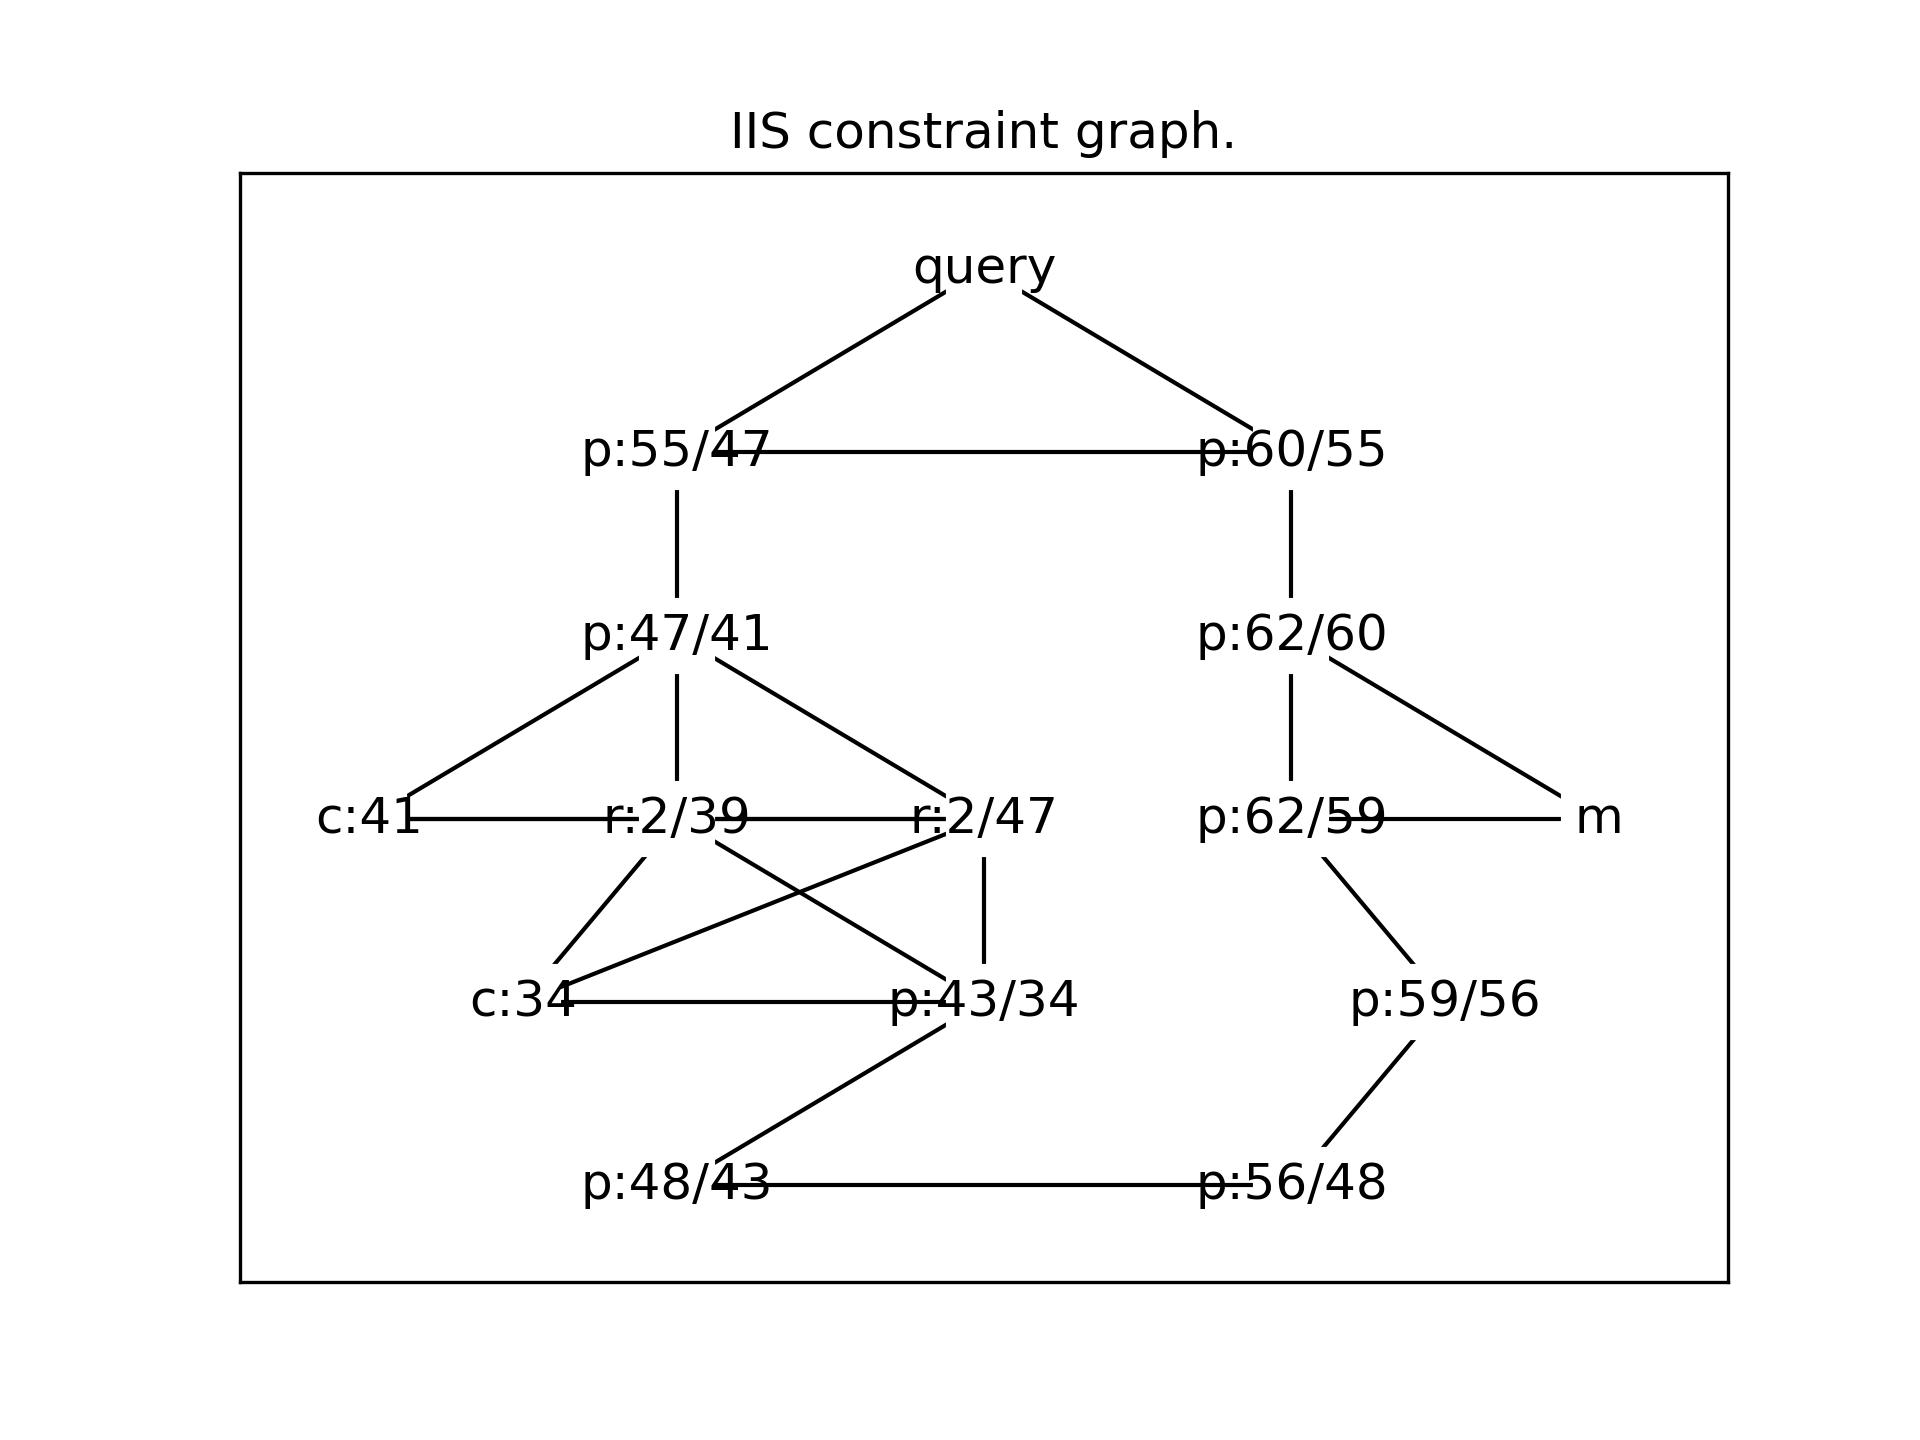 IIS constraint graph.
query
p:55/47 p:60/55
p:47/41 p:62/60
c:41 r:2/39 r:2/47 p:62/59 m
c:34 p:43/34 p:59/56
p:48/43 p:56/48